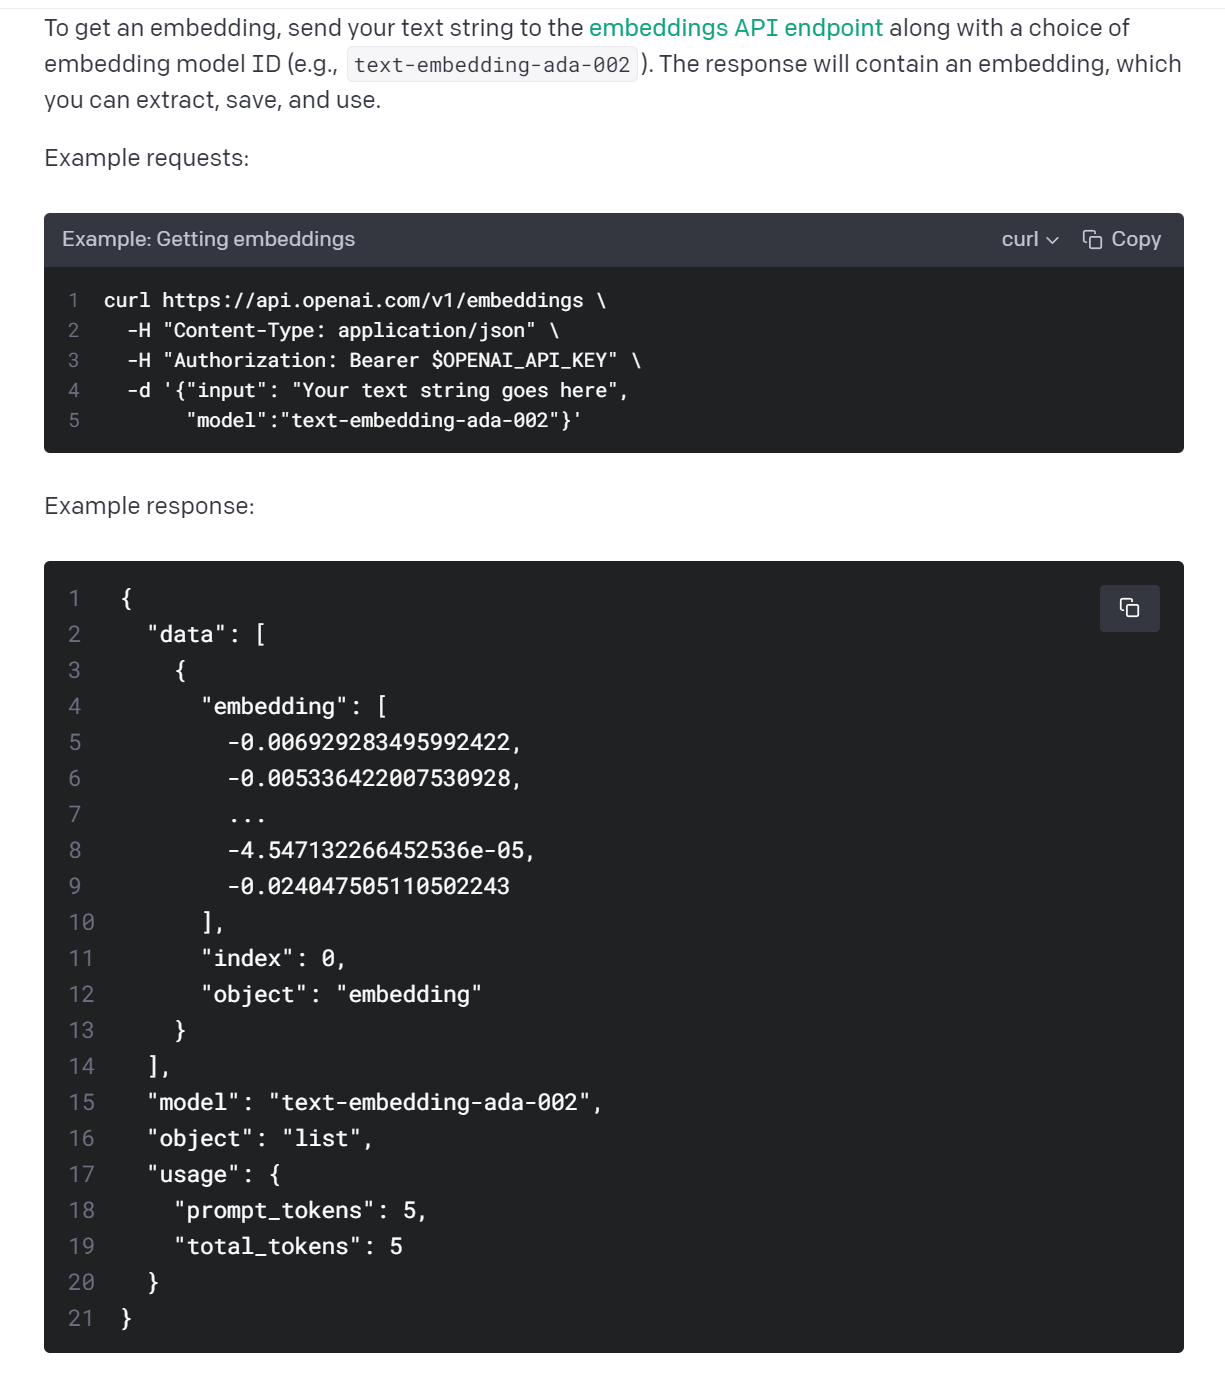 To get an embedding, send your text string to the embeddings API endpoint along with a choice of
embedding model ID (e.g., text-embedding-ada-002 ). The response will contain an embedding, which
you can extract, save, and use.
Example requests:
Example: Getting embeddings curl Copy
1 curl https://api.openai.com/v1/embeddings \
2 -H "Content-Type: application/json" \
3 -H "Authorization: Bearer $OPENAI_API_KEY" \
4 -d '{"input": "Your text string goes here",
5 "model":"text-embedding-ada-002"}'
Example response:
1 {
2 "data": [
3 {
4 "embedding": [
5 -0.006929283495992422,
6 -0.005336422007530928,
7 ...
8 -4.547132266452536e-05,
9 -0.024047505110502243
10 ],
11 "index": 0,
12 "object": "embedding"
13 }
14 ],
15 "model": "text-embedding-ada-002",
16 "object": "list",
17 "usage": {
18 "prompt_tokens": 5,
19 "total_tokens": 5
20 }
21 }